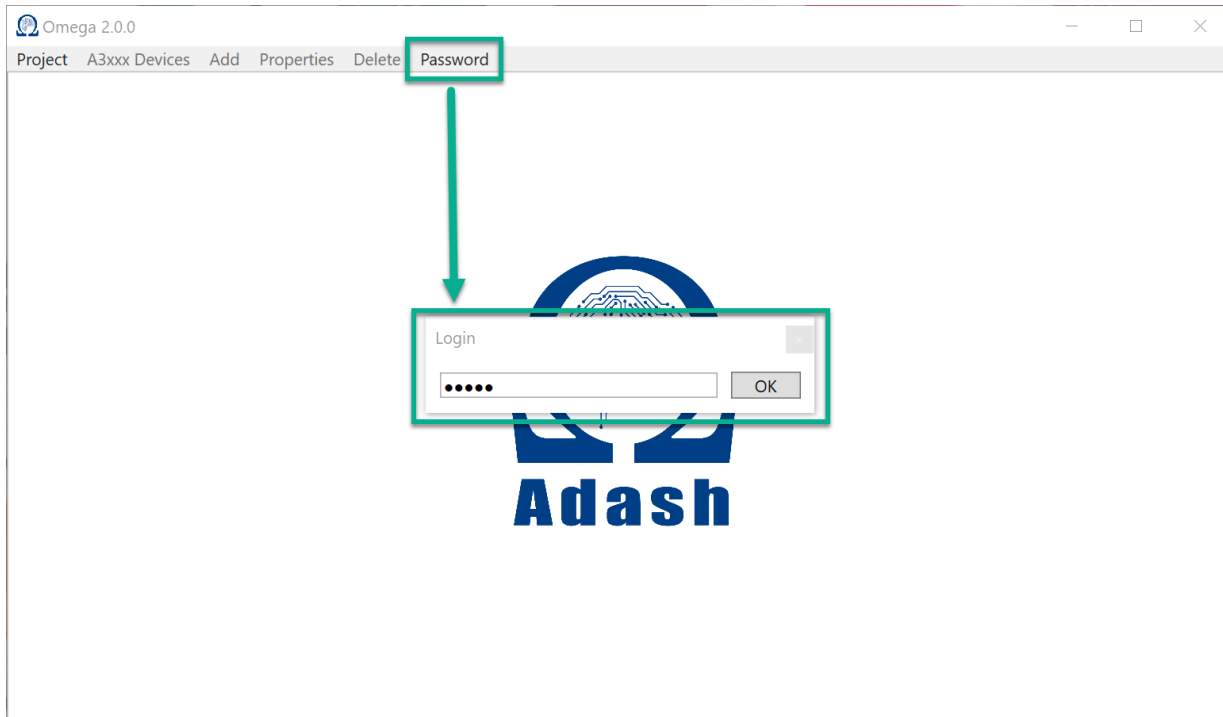 Omega 2.0.0
Project A3xxx Devices Add Properties Delete Password
Login
●●●●● OK
Adash